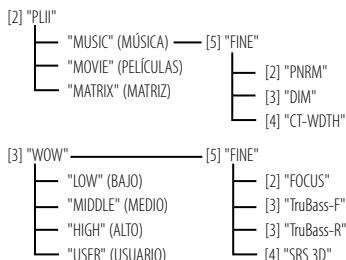 [2] "PLII"
"MUSIC" (MÚSICA) [5] "FINE"
"MOVIE" (PELÍCULAS) [2] "PNRM"
"MATRIX" (MATRIZ) [3] "DIM"
[4] "CT-WDTH"
[3] "WOW" [5] "FINE"
"LOW" (BAJO) [2] "FOCUS"
"MIDDLE" (MEDIO) [3] "TruBass-F"
"HIGH" (ALTO) [3] "TruBass-R"
"USER" (USUARIO) [4] "SRS 3D"